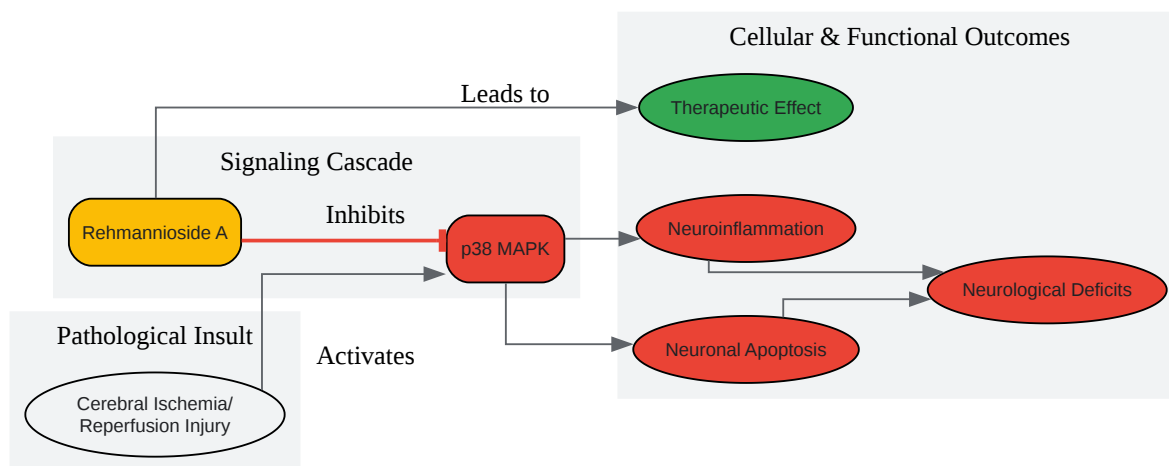 Cellular & Functional Outcomes
Leads to
Therapeutic Effect
Signaling Cascade
Rehmannioside A
Inhibits
p38 MAPK
Neuroinflammation
Neurological Deficits
Neuronal Apoptosis
Pathological Insult
Activates
Cerebral Ischemia/
Reperfusion Injury